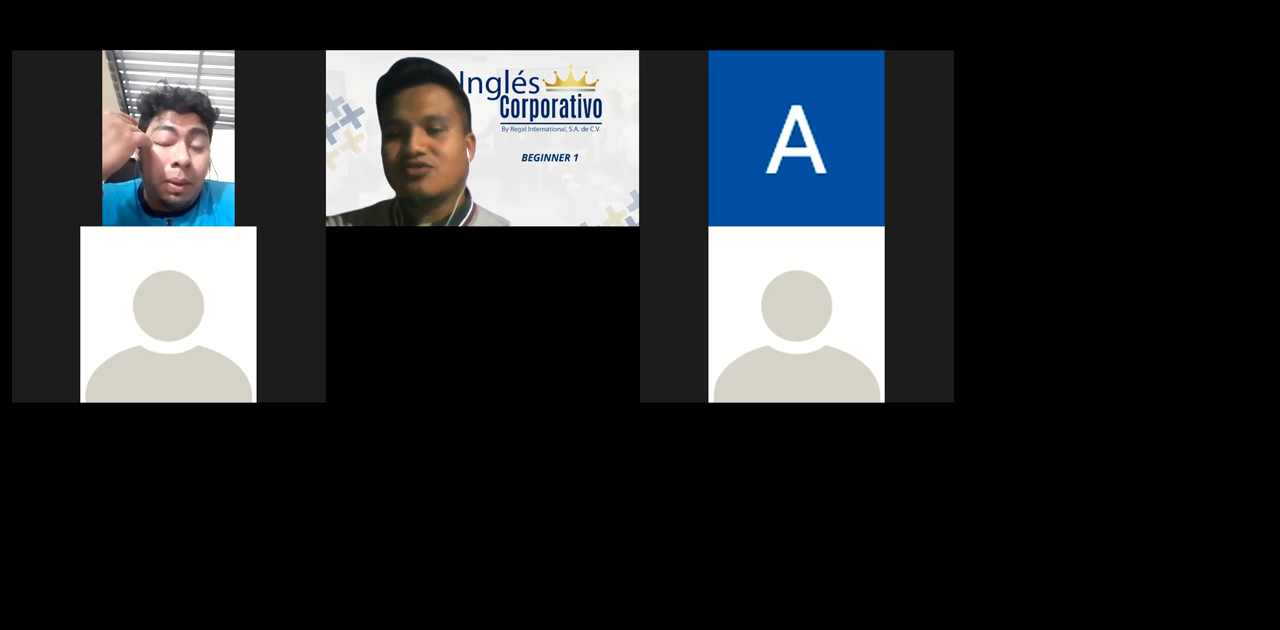 Inglés
Corporativo
By Regal International, S.A. de C.V.
BEGINNER 1
A